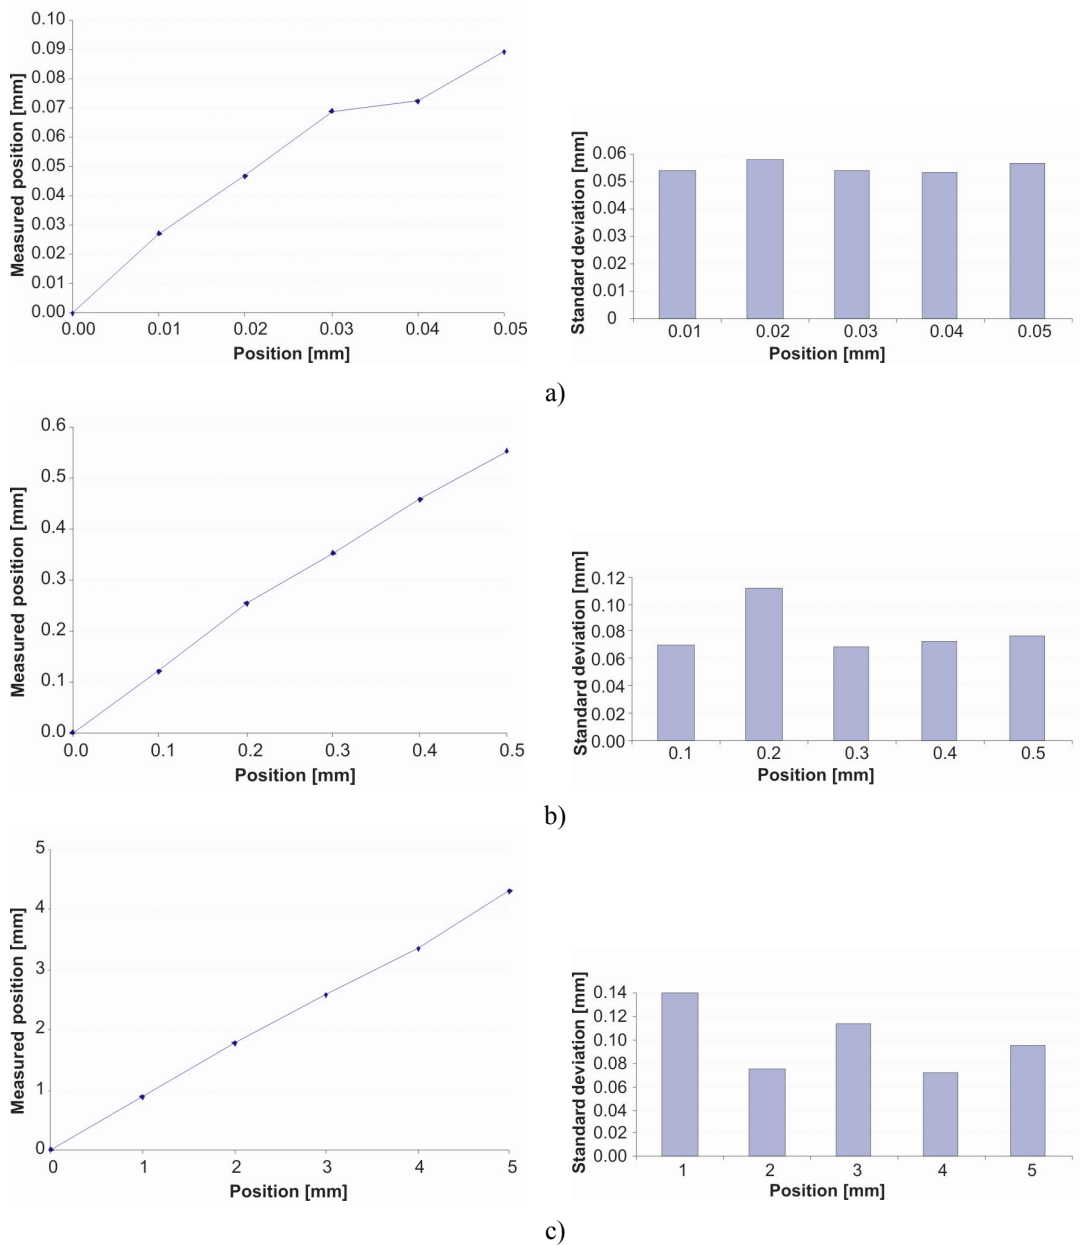 0.10
0.09
0.08
0.07
0.06
0.05
0.04
0.03
0.02
0.01
0.00
Measured position [mm]
0.00 0.01 0.02 0.03 0.04 0.05
Position [mm]
Standard deviation [mm]
0.06
0.05
0.04
0.03
0.02
0.01
0
0.01 0.02 0.03 0.04 0.05
Position [mm]
a)
0.6
0.5
0.4
0.3
0.2
0.1
0.0
Measured position [mm]
0.0 0.1 0.2 0.3 0.4 0.5
Position [mm]
Standard deviation [mm]
0.12
0.10
0.08
0.06
0.04
0.02
0.00
0.1 0.2 0.3 0.4 0.5
Position [mm]
b)
5
4
3
2
1
0
Measured position [mm]
0 1 2 3 4 5
Position [mm]
Standard deviation [mm]
0.14
0.12
0.10
0.08
0.06
0.04
0.02
0.00
1 2 3 4 5
Position [mm]
c)